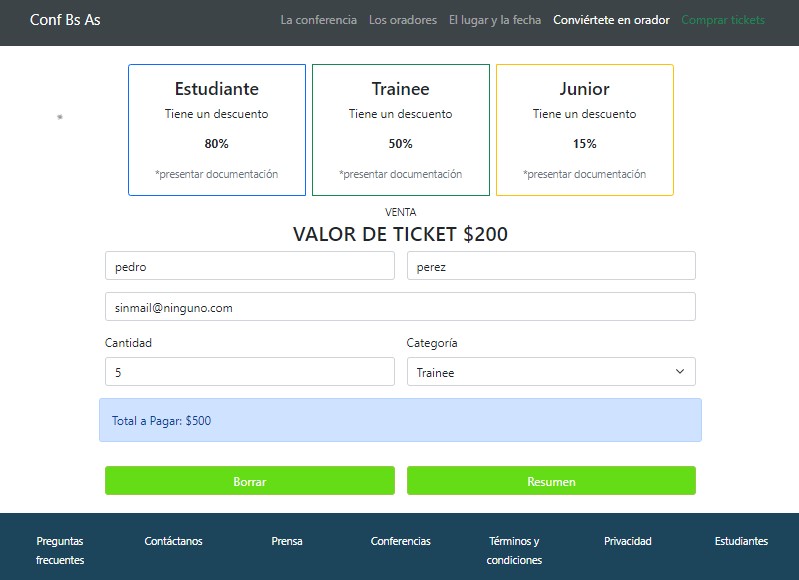 Conf Bs As
La conferencia Los oradores El lugar y la fecha Conviértete en orador Comprar tickets
Estudiante
Tiene un descuento
80%
*presentar documentación
Trainee
Tiene un descuento
50%
*presentar documentación
Junior
Tiene un descuento
15%
*presentar documentación
VENTA
VALOR DE TICKET $200
pedro
perez
sinmail@ninguno.com
Cantidad
Categoría
5
Trainee
Total a Pagar: $500
Borrar
Resumen
Preguntas
frecuentes
Contáctanos
Prensa
Conferencias
Términos y
condiciones
Privacidad
Estudiantes